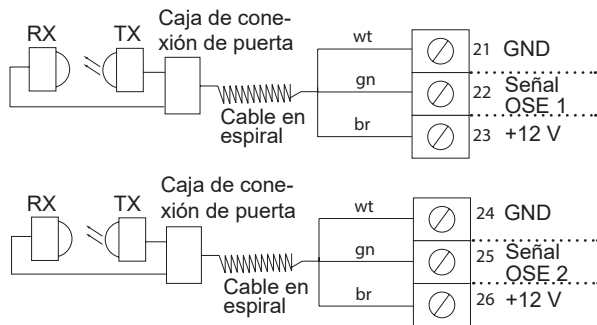 RX TX Caja de cone-
xión de puerta
wt 21 GND
gn 22 Señal
OSE 1
br 23 +12 V
Cable en
espiral
RX TX Caja de cone-
xión de puerta
wt 24 GND
gn 25 Señal
OSE 2
br 26 +12 V
Cable en
espiral